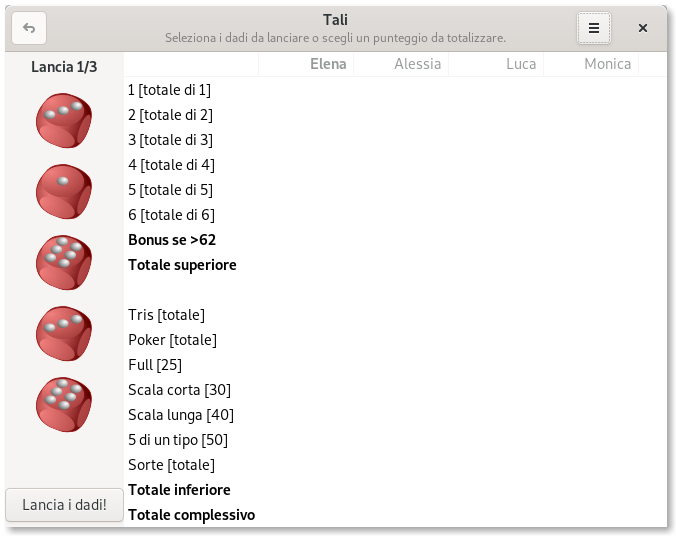 Tali
Seleziona i dadi da lanciare o scegli un punteggio da totalizzare.
Lancia 1/3
Elena Alessia Luca Monica
1 [totale di 1]
2 [totale di 2]
3 [totale di 3]
4 [totale di 4]
5 [totale di 5]
6 [totale di 6]
Bonus se >62
Totale superiore
Tris [totale]
Poker [totale]
Full [25]
Scala corta [30]
Scala lunga [40]
5 di un tipo [50]
Sorte [totale]
Totale inferiore
Totale complessivo
Lancia i dadi!